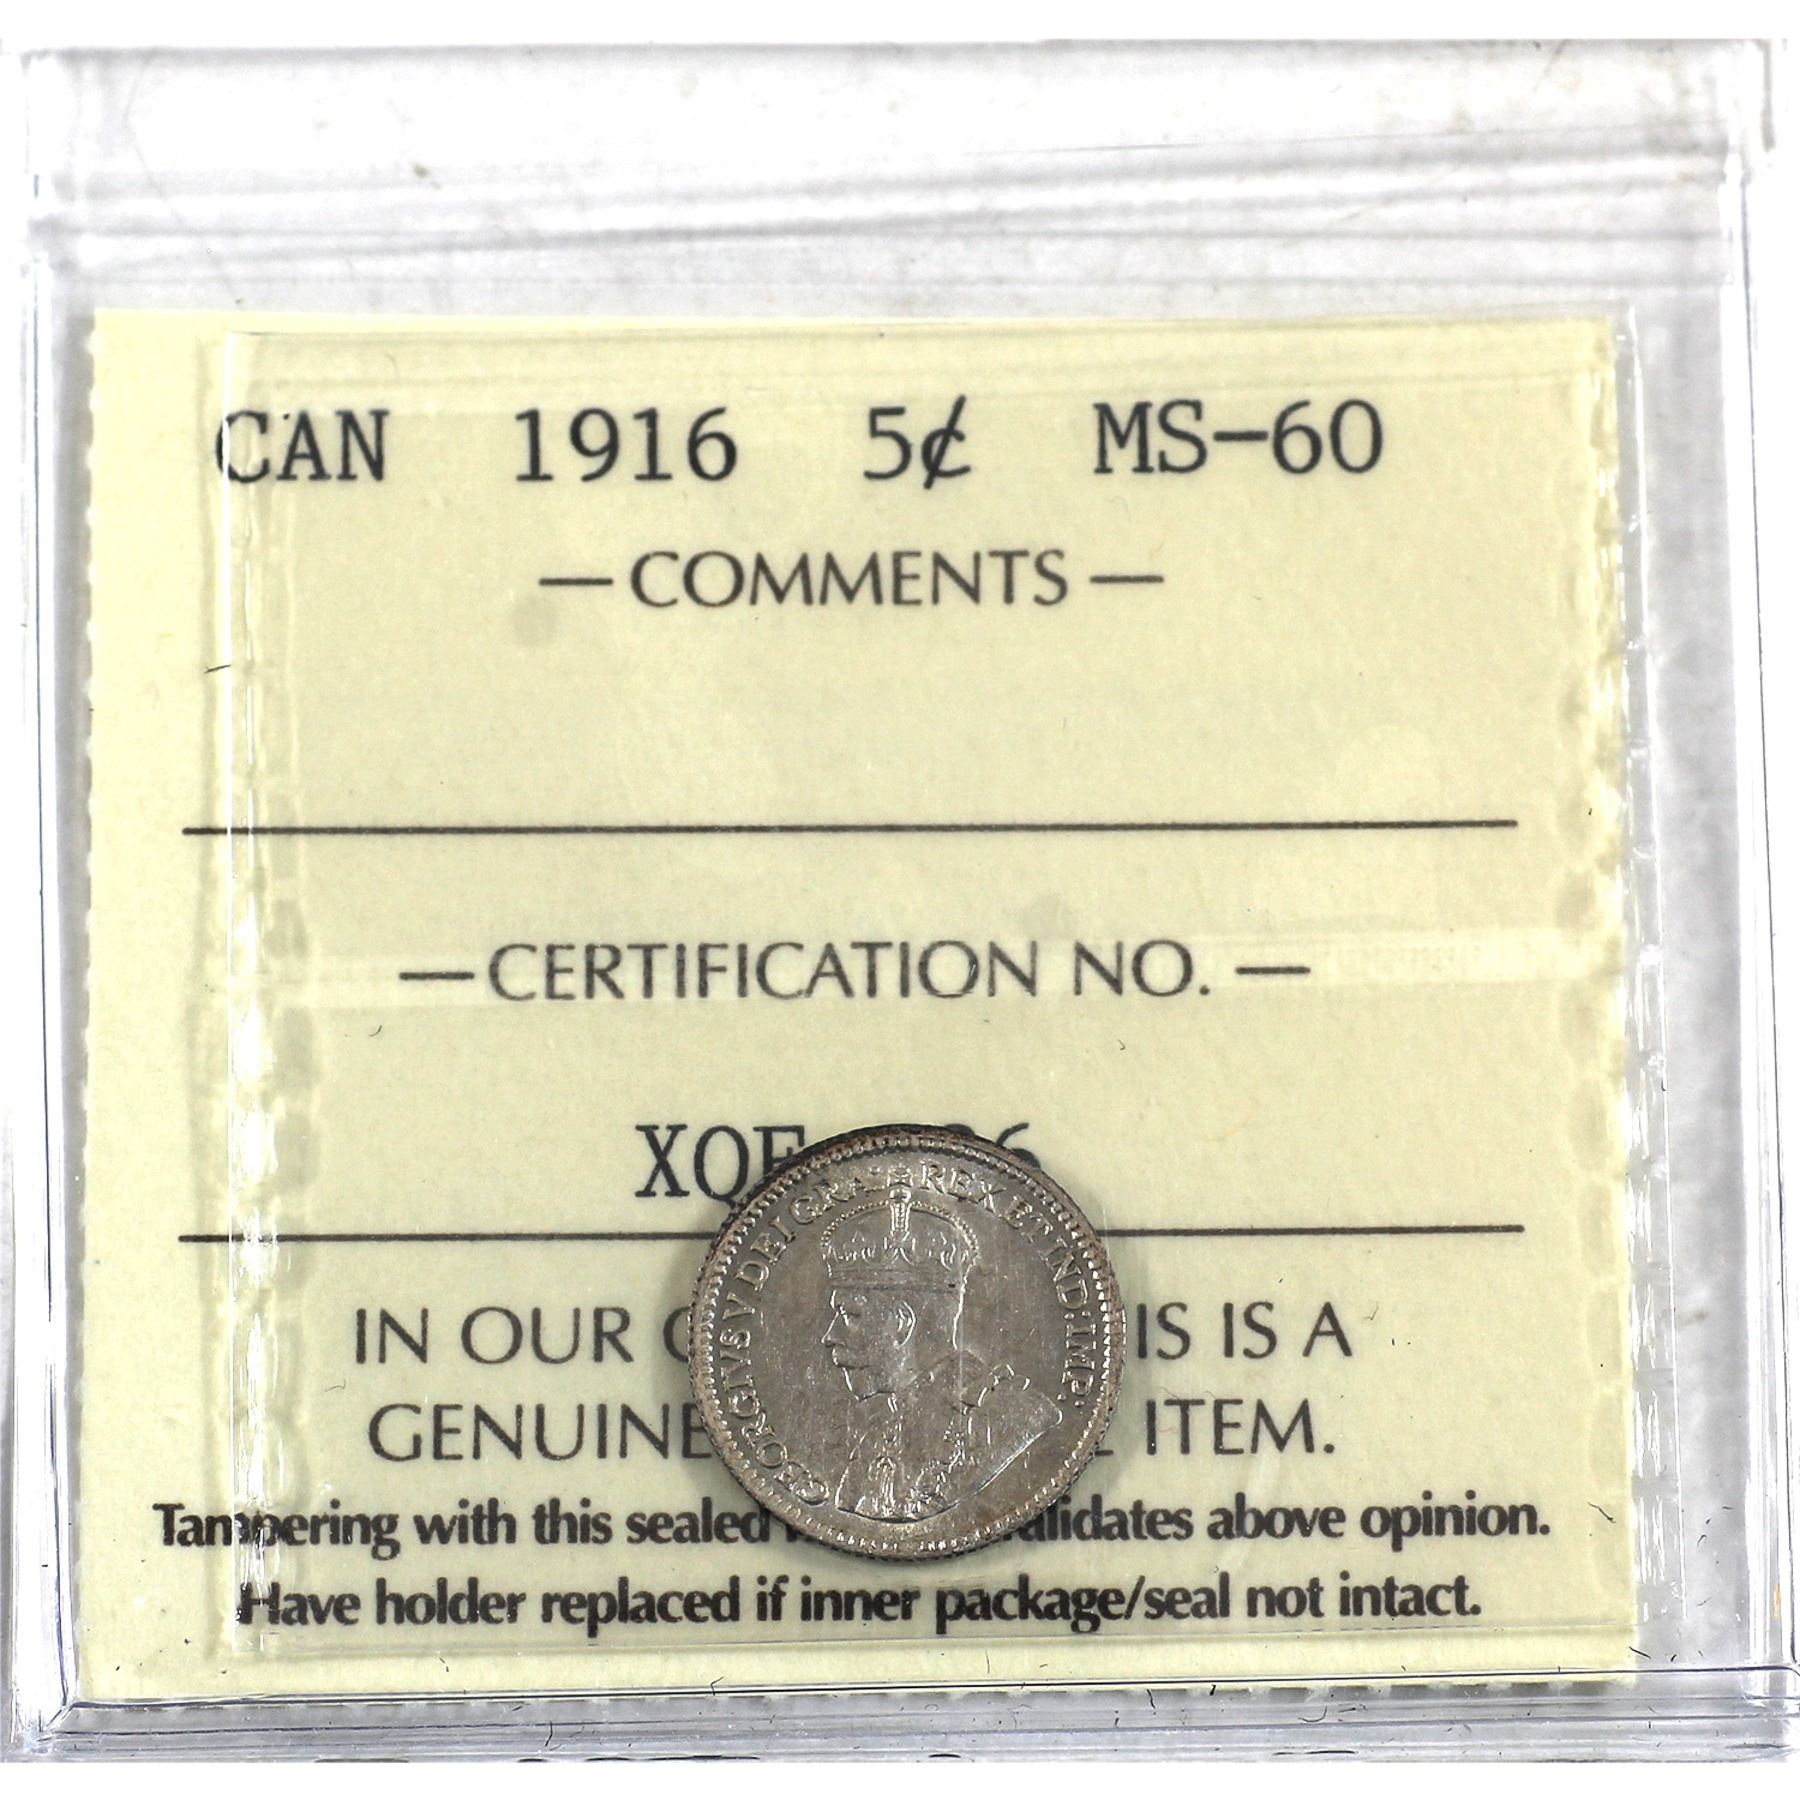 CAN 1916 5¢ MS-60
— COMMENTS —
— CERTIFICATION NO. —
IN OUR IS IS A
GENUINE ITEM.
Tampering with this sealed above opinion.
Have holder replaced if inner package/seal not intact.
GEORGIVS V DEI GRA: REX ET IND: IMP: